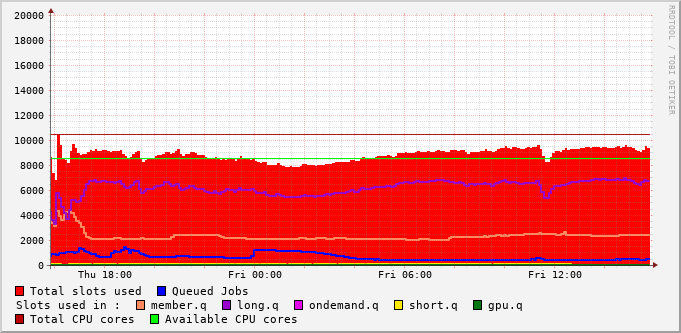 20000
18000
16000
14000
12000
10000
8000
6000
4000
2000
0
Thu 18:00 Fri 00:00 Fri 06:00 Fri 12:00
RRDTOOL / TOBI OETIKER
Total slots used Queued Jobs
Slots used in : member.q long.q ondemand.q short.q gpu.q
Total CPU cores Available CPU cores